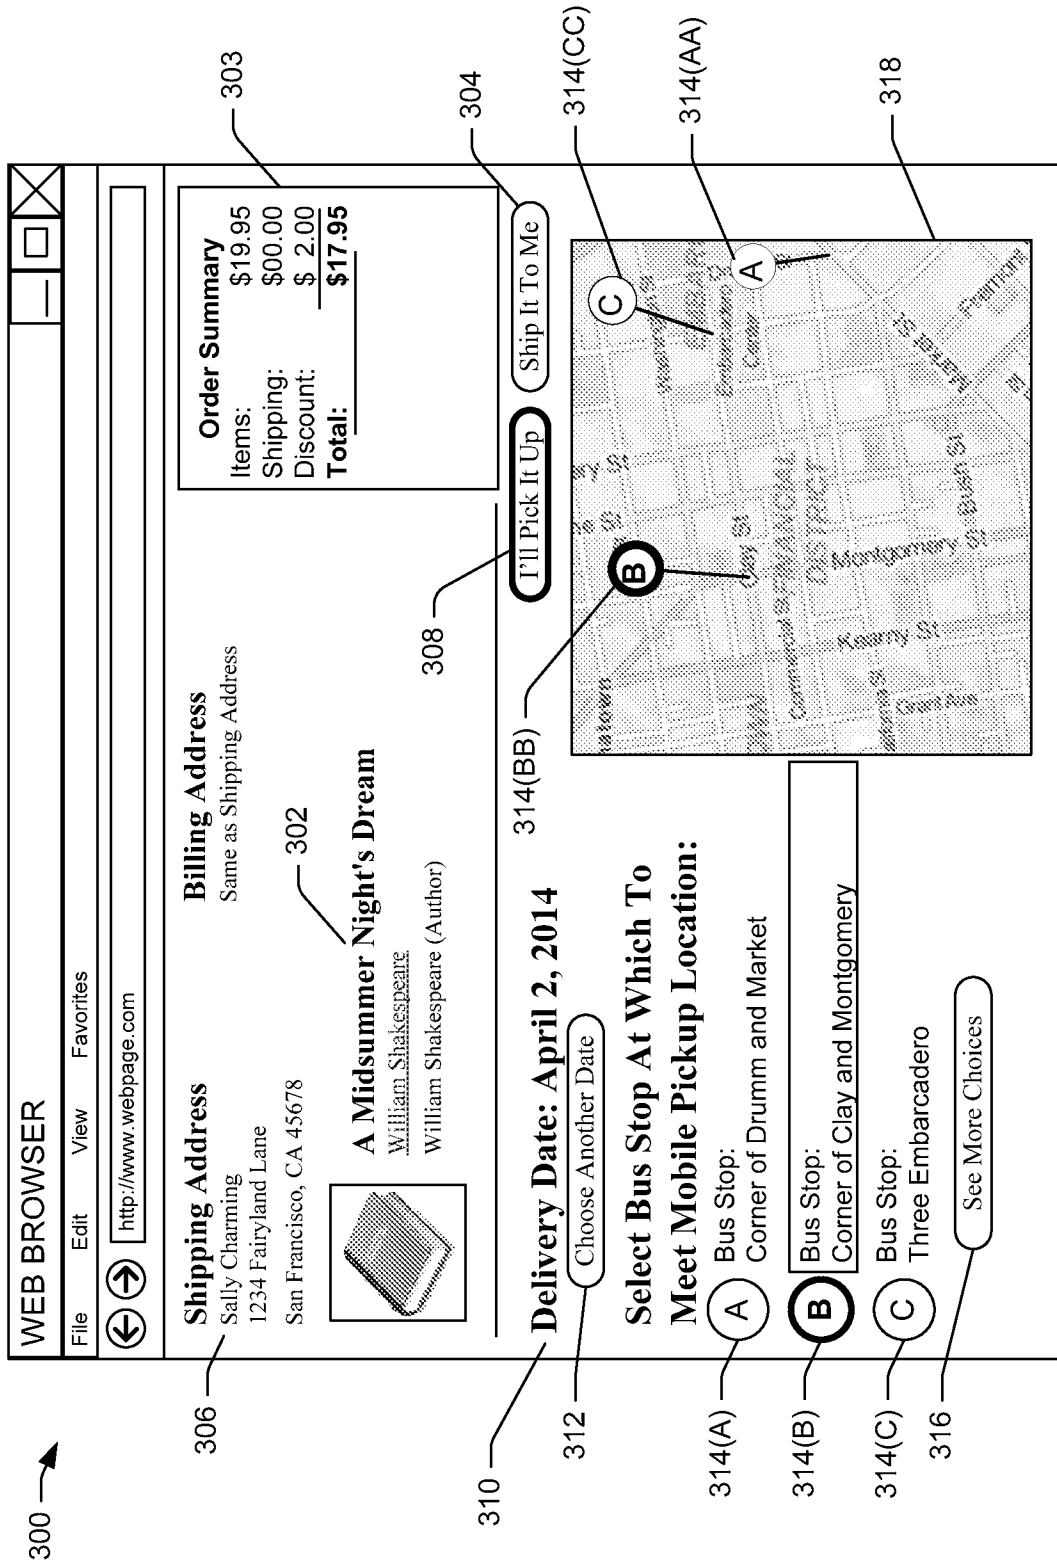 300
WEB BROWSER
File Edit View Favorites
http://www.webpage.com
306
Shipping Address
Sally Charming
1234 Fairyland Lane
San Francisco, CA 45678
Billing Address
Same as Shipping Address
302
A Midsummer Night's Dream
William Shakespeare
William Shakespeare (Author)
303
Order Summary
Items: $19.95
Shipping: $00.00
Discount: $ 2.00
Total: $17.95
308
I'll Pick It Up
304
Ship It To Me
310
Delivery Date: April 2, 2014
312
Choose Another Date
Select Bus Stop At Which To
Meet Mobile Pickup Location:
314(A)
A
Bus Stop:
Corner of Drumm and Market
314(B)
B
Bus Stop:
Corner of Clay and Montgomery
314(C)
C
Bus Stop:
Three Embarcadero
316
See More Choices
314(BB)
B
314(CC)
C
314(AA)
A
318
Clay St
Embarcadero
Center
FINANCIAL
DISTRICT
Montgomery St
Kearny St
Bush St
Grant Ave
Market St
Fremont